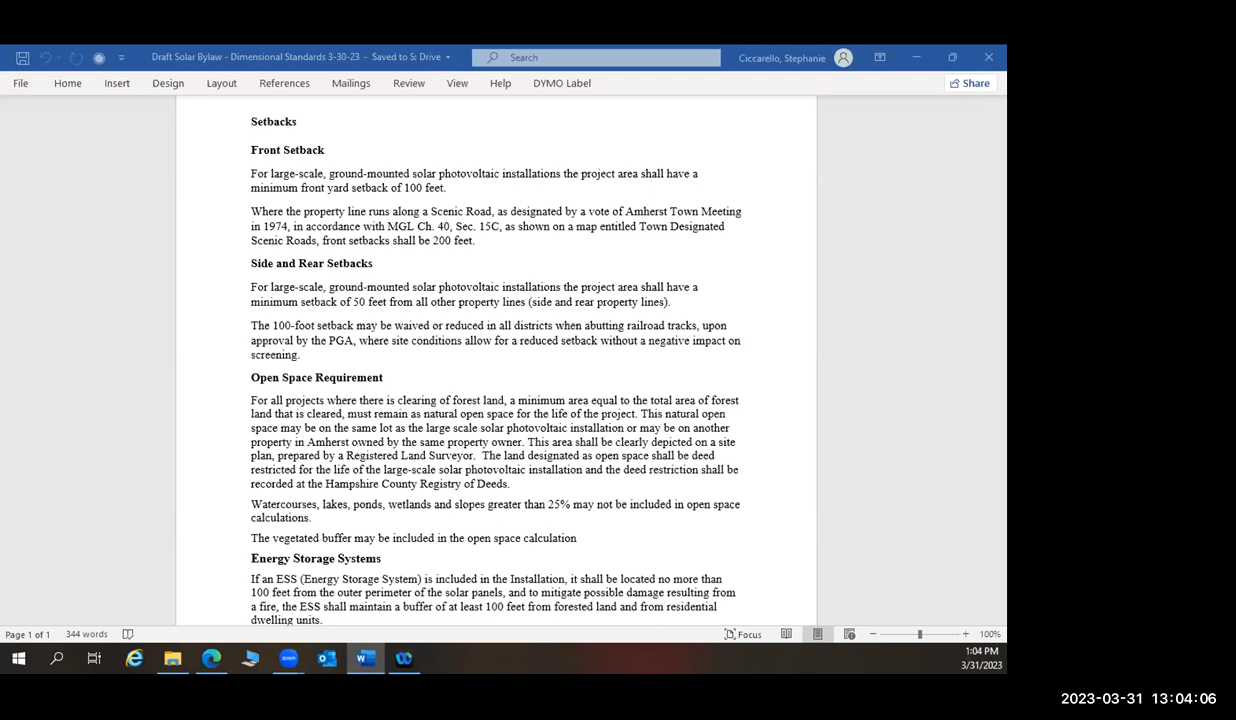 Draft Solar Bylaw - Dimensional Standards 3-30-23 - Saved to S: Drive
Search
Ciccarello, Stephanie
File Home Insert Design Layout References Mailings Review View Help DYMO Label Share
Setbacks
Front Setback
For large-scale, ground-mounted solar photovoltaic installations the project area shall have a
minimum front yard setback of 100 feet.
Where the property line runs along a Scenic Road, as designated by a vote of Amherst Town Meeting
in 1974, in accordance with MGL Ch. 40, Sec. 15C, as shown on a map entitled Town Designated
Scenic Roads, front setbacks shall be 200 feet.
Side and Rear Setbacks
For large-scale, ground-mounted solar photovoltaic installations the project area shall have a
minimum setback of 50 feet from all other property lines (side and rear property lines).
The 100-foot setback may be waived or reduced in all districts when abutting railroad tracks, upon
approval by the PGA, where site conditions allow for a reduced setback without a negative impact on
screening.
Open Space Requirement
For all projects where there is clearing of forest land, a minimum area equal to the total area of forest
land that is cleared, must remain as natural open space for the life of the project. This natural open
space may be on the same lot as the large scale solar photovoltaic installation or may be on another
property in Amherst owned by the same property owner. This area shall be clearly depicted on a site
plan, prepared by a Registered Land Surveyor. The land designated as open space shall be deed
restricted for the life of the large-scale solar photovoltaic installation and the deed restriction shall be
recorded at the Hampshire County Registry of Deeds.
Watercourses, lakes, ponds, wetlands and slopes greater than 25% may not be included in open space
calculations.
The vegetated buffer may be included in the open space calculation
Energy Storage Systems
If an ESS (Energy Storage System) is included in the Installation, it shall be located no more than
100 feet from the outer perimeter of the solar panels, and to mitigate possible damage resulting from
a fire, the ESS shall maintain a buffer of at least 100 feet from forested land and from residential
dwelling units.
Page 1 of 1 344 words Focus 100%
1:04 PM
3/31/2023
2023-03-31 13:04:06